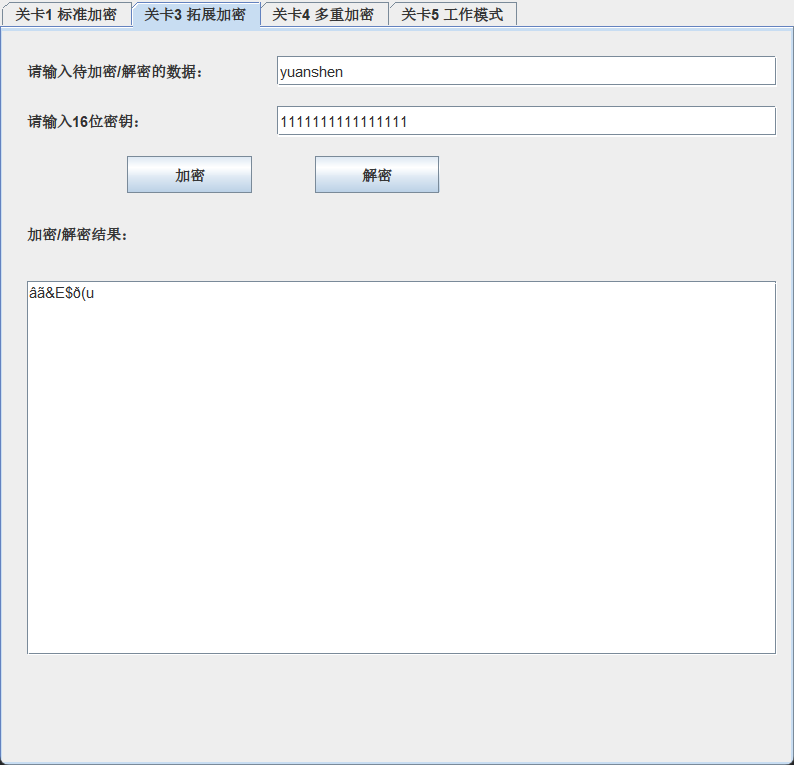 关卡1 标准加密 关卡3 拓展加密 关卡4 多重加密 关卡5 工作模式
请输入待加密/解密的数据： yuanshen
请输入16位密钥： 1111111111111111
加密 解密
加密/解密结果：
âã&E$ð(u